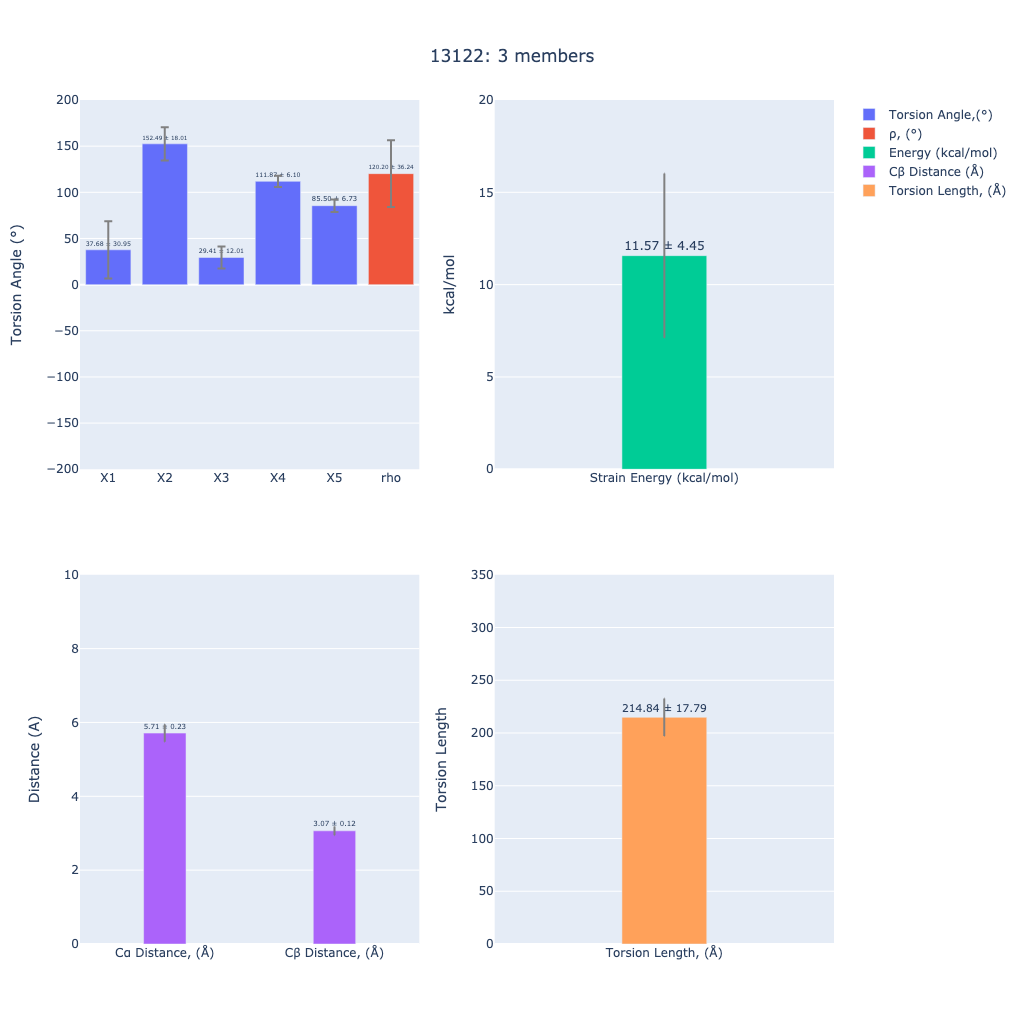 13122: 3 members
200
150
100
50
0
−50
−100
−150
−200
Torsion Angle (°)
37.68 ± 30.95
152.49 ± 18.01
29.41 ± 12.01
111.87 ± 6.10
85.50 ± 6.73
120.20 ± 36.24
X1
X2
X3
X4
X5
rho
20
15
10
5
0
kcal/mol
11.57 ± 4.45
Strain Energy (kcal/mol)
Torsion Angle,(°)
ρ, (°)
Energy (kcal/mol)
Cβ Distance (Å)
Torsion Length, (Å)
10
8
6
4
2
0
Distance (A)
5.71 ± 0.23
3.07 ± 0.12
Cα Distance, (Å)
Cβ Distance, (Å)
350
300
250
200
150
100
50
0
Torsion Length
214.84 ± 17.79
Torsion Length, (Å)